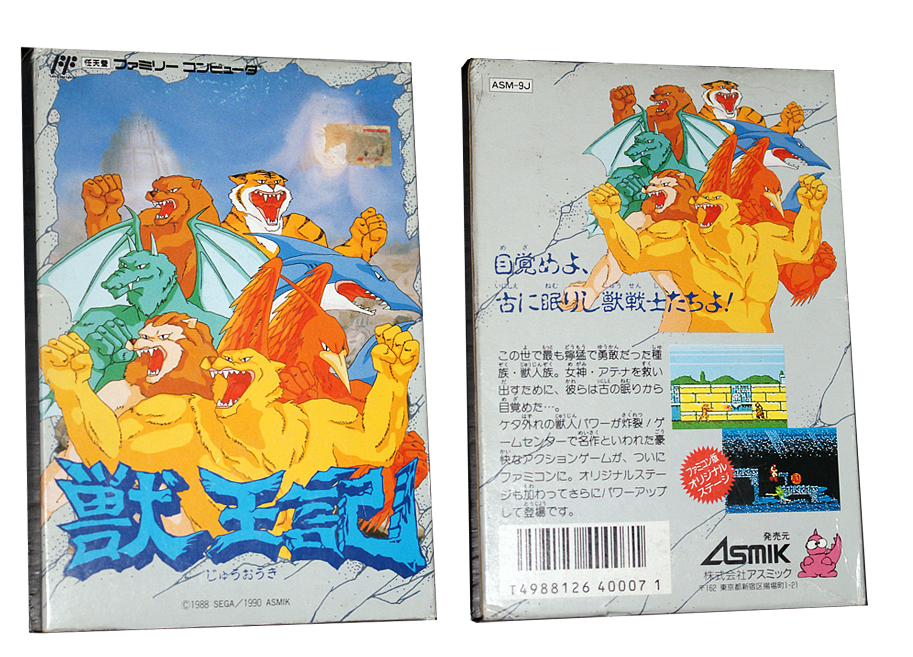 任天堂 ファミリー コンピュータ
獣王記
じゅうおうき
©1988 SEGA/1990 ASMIK
ASM-9J
目覚めよ、
古に眠りし獣戦士たちよ!
この世で最も獰猛で勇敢だった種
族・獣人族。女神・アテナを救い
出すために、彼らは古の眠りから
目覚めた…。
ケタ外れの獣人パワーが炸裂!ゲ
ームセンターで名作といわれた豪
快なアクションゲームが、ついに
ファミコンに。オリジナルステー
ジも加わってさらにパワーアップ
して登場です。
ファミコン版
オリジナル
ステージ
発売元
ASMIK
株式会社アスミック
〒162 東京都新宿区揚場町1-21
T4988126 40007 1